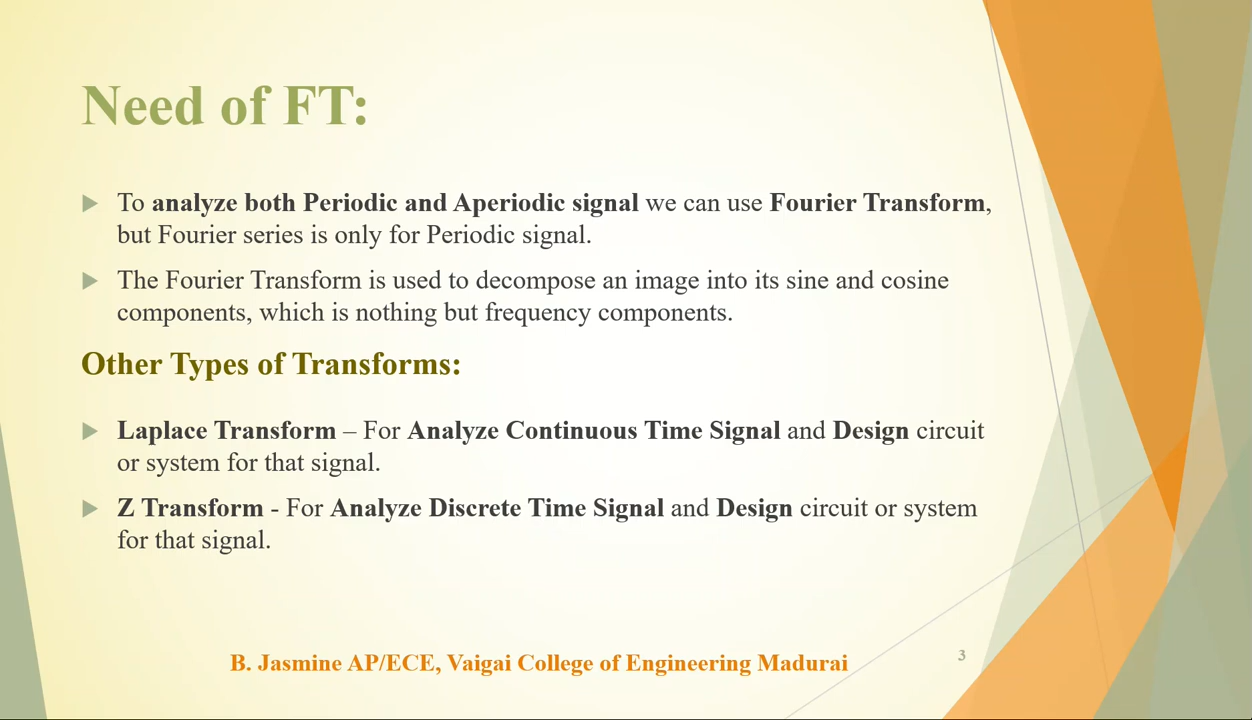 Need of FT:
To analyze both Periodic and Aperiodic signal we can use Fourier Transform,
but Fourier series is only for Periodic signal.
The Fourier Transform is used to decompose an image into its sine and cosine
components, which is nothing but frequency components.
Other Types of Transforms:
Laplace Transform – For Analyze Continuous Time Signal and Design circuit
or system for that signal.
Z Transform - For Analyze Discrete Time Signal and Design circuit or system
for that signal.
B. Jasmine AP/ECE, Vaigai College of Engineering Madurai
3